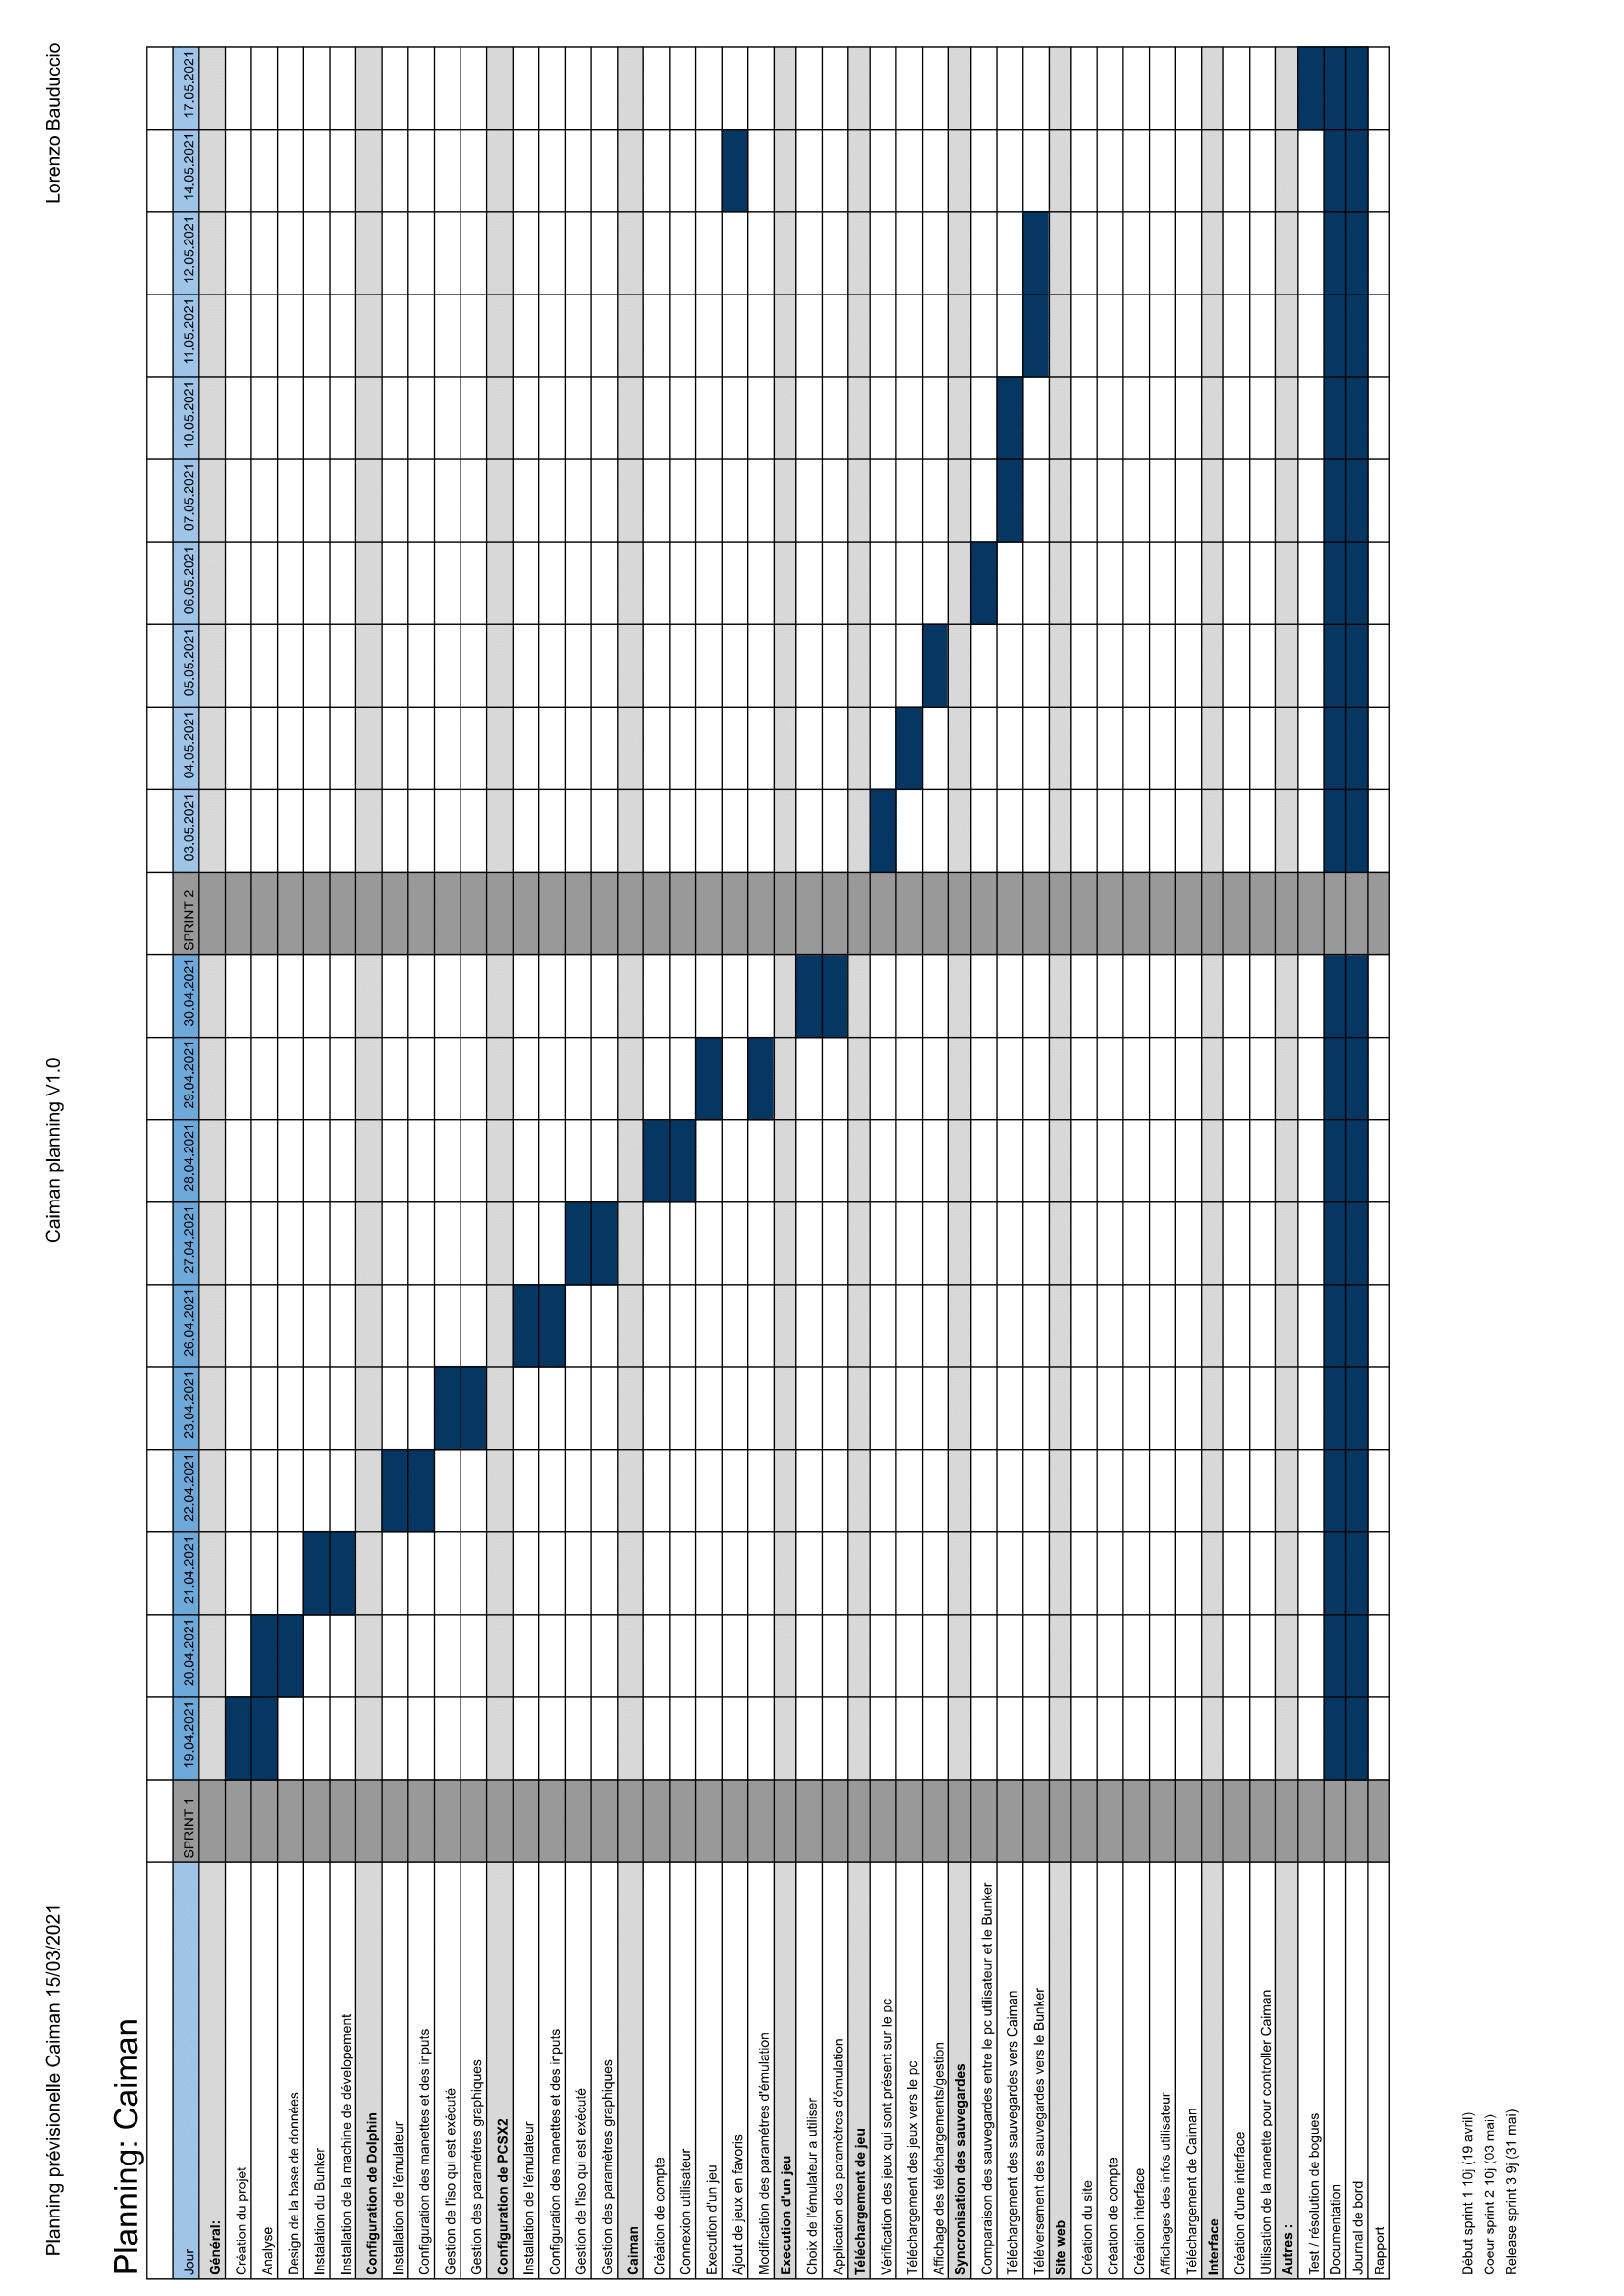 Planning prévisionelle Caiman 15/03/2021 Caiman planning V1.0 Lorenzo Bauduccio
Planning: Caiman
Jour SPRINT 1 19.04.2021 20.04.2021 21.04.2021 22.04.2021 23.04.2021 26.04.2021 27.04.2021 28.04.2021 29.04.2021 30.04.2021 SPRINT 2 03.05.2021 04.05.2021 05.05.2021 06.05.2021 07.05.2021 10.05.2021 11.05.2021 12.05.2021 14.05.2021 17.05.2021
Général:
Création du projet
Analyse
Design de la base de données
Instalation du Bunker
Installation de la machine de dévelopement
Configuration de Dolphin
Installation de l'émulateur
Configuration des manettes et des inputs
Gestion de l'iso qui est exécuté
Gestion des paramétres graphiques
Configuration de PCSX2
Installation de l'émulateur
Configuration des manettes et des inputs
Gestion de l'iso qui est exécuté
Gestion des paramètres graphiques
Caiman
Création de compte
Connexion utilisateur
Execution d'un jeu
Ajout de jeux en favoris
Modification des paramètres d'émulation
Execution d'un jeu
Choix de l'émulateur a utiliser
Application des paramètres d'émulation
Téléchargement de jeu
Vérification des jeux qui sont présent sur le pc
Téléchargement des jeux vers le pc
Affichage des téléchargements/gestion
Syncronisation des sauvegardes
Comparaison des sauvegardes entre le pc utilisateur et le Bunker
Téléchargement des sauvegardes vers Caiman
Téléversement des sauvegardes vers le Bunker
Site web
Création du site
Création de compte
Création interface
Affichages des infos utilisateur
Téléchargement de Caiman
Interface
Création d'une interface
Utilisation de la manette pour controller Caiman
Autres :
Test / résolution de bogues
Documentation
Journal de bord
Rapport
Début sprint 1 10j (19 avril)
Coeur sprint 2 10j (03 mai)
Release sprint 3 9j (31 mai)